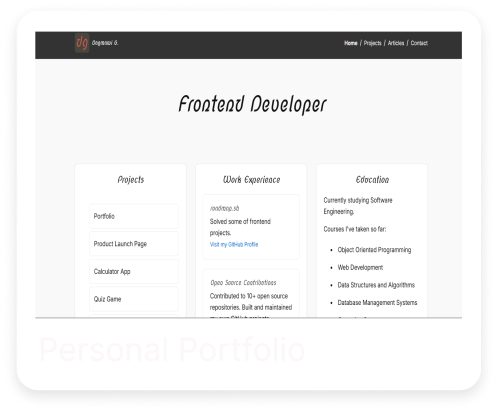 dg Dagmawi G.
Home / Projects / Articles / Contact
Frontend Developer
Projects
Portfolio
Product Launch Page
Calculator App
Quiz Game
Work Experience
roadmap.sh
Solved some of frontend
projects.
Visit my GitHub Profile
Open Source Contributions
Contributed to 10+ open source
repositories. Built and maintained
Education
Currently studying Software
Engineering.
Courses I've taken so far:
• Object Oriented Programming
• Web Development
• Data Structures and Algorithms
• Database Management Systems
Personal Portfolio